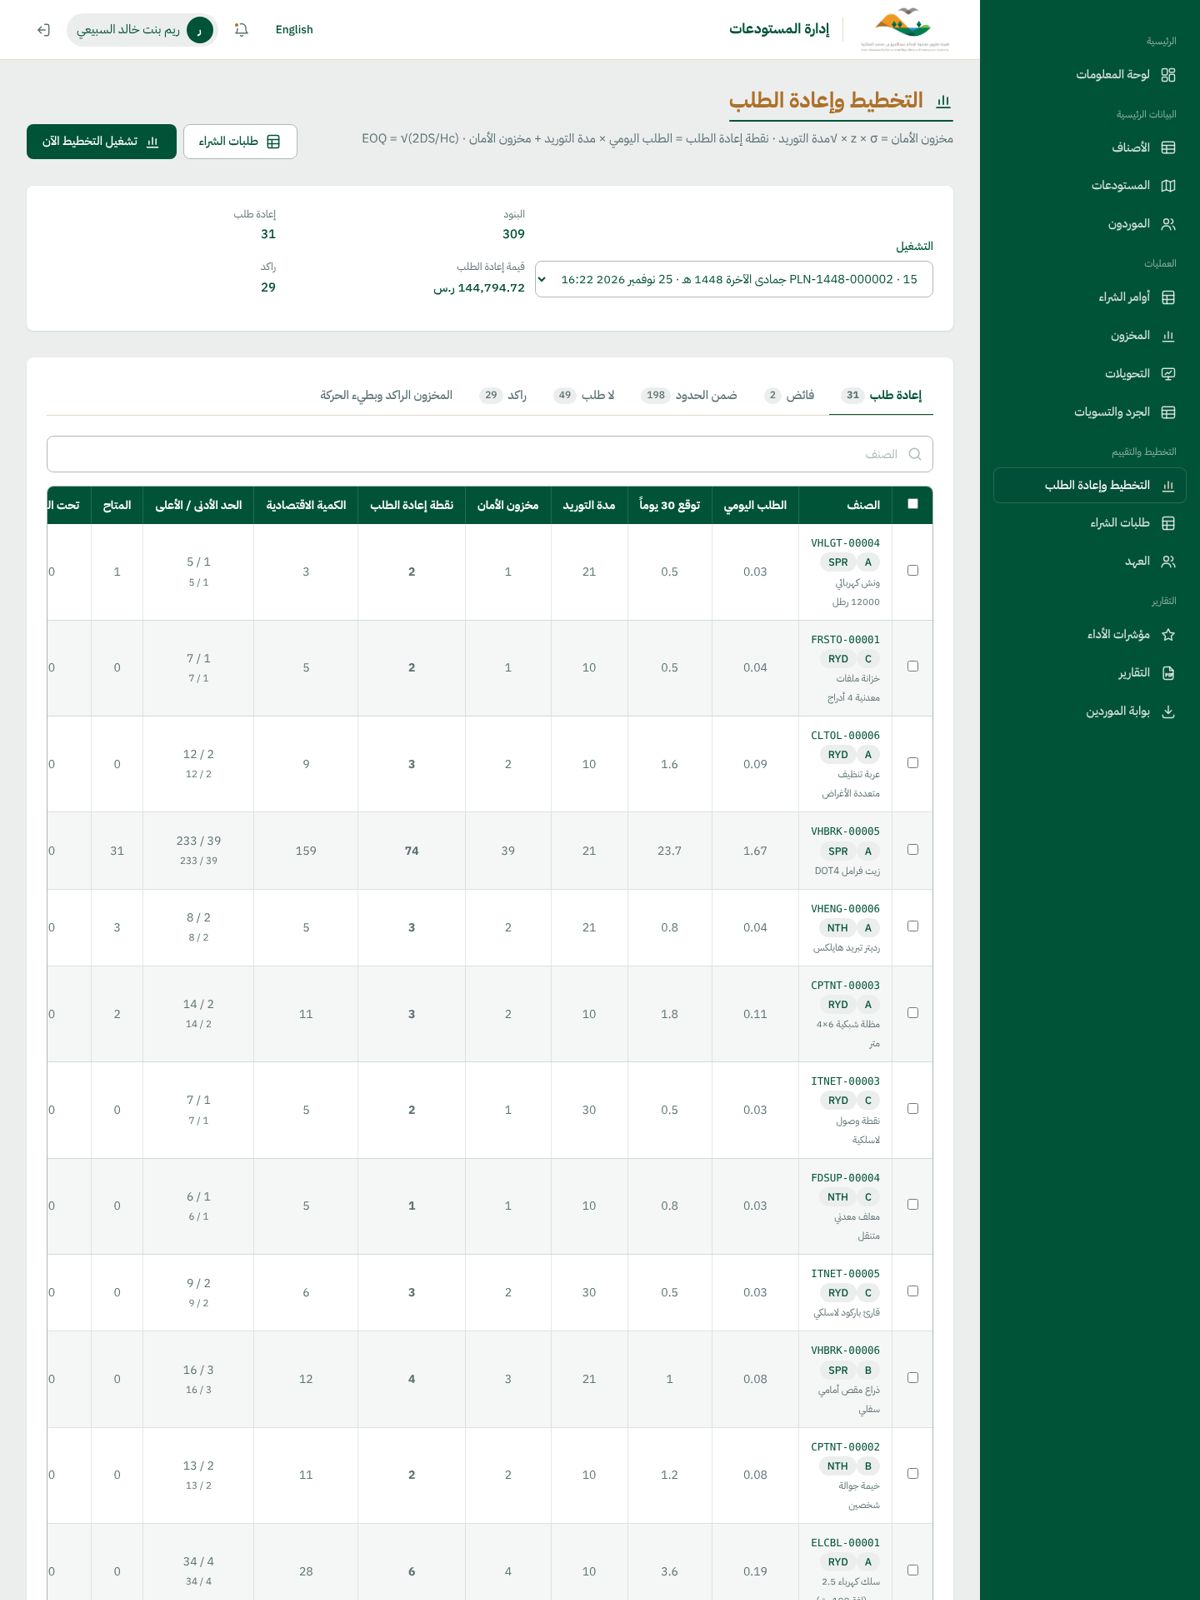 الرئيسية
لوحة المعلومات
البيانات الرئيسية
الأصناف
المستودعات
الموردون
العمليات
أوامر الشراء
المخزون
التحويلات
الجرد والتسويات
التخطيط والتقييم
التخطيط وإعادة الطلب
طلبات الشراء
العهد
التقارير
مؤشرات الأداء
التقارير
بوابة الموردين
إدارة المستودعات
English
ر
ريم بنت خالد السبيعي
التخطيط وإعادة الطلب
مخزون الأمان = z × σ × √مدة التوريد · نقطة إعادة الطلب = الطلب اليومي × مدة التوريد + مخزون الأمان · EOQ = √(2DS/Hc)
طلبات الشراء
تشغيل التخطيط الآن
التشغيل
PLN-1448-000002 · 15 جمادى الآخرة 1448 هـ · 25 نوفمبر 2026 16:22
البنود
309
إعادة طلب
31
قيمة إعادة الطلب
144,794.72 ر.س
راكد
29
إعادة طلب 31
فائض 2
ضمن الحدود 198
لا طلب 49
راكد 29
المخزون الراكد وبطيء الحركة
الصنف
الصنف الطلب اليومي توقع 30 يوماً مدة التوريد مخزون الأمان نقطة إعادة الطلب الكمية الاقتصادية الحد الأدنى / الأعلى المتاح
VHLGT-00004
A SPR
ونش كهربائي
12000 رطل
0.03 0.5 21 1 2 3 1 / 5 1 0
1 / 5
FRSTO-00001
C RYD
خزانة ملفات
معدنية 4 أدراج
0.04 0.5 10 1 2 5 1 / 7 0 0
1 / 7
CLTOL-00006
A RYD
عربة تنظيف
متعددة الأغراض
0.09 1.6 10 2 3 9 2 / 12 0 0
2 / 12
VHBRK-00005
A SPR
زيت فرامل DOT4
1.67 23.7 21 39 74 159 39 / 233 31 0
39 / 233
VHENG-00006
A NTH
رديتر تبريد هايلكس
0.04 0.8 21 2 3 5 2 / 8 3 0
2 / 8
CPTNT-00003
A RYD
مظلة شبكية 6×4
متر
0.11 1.8 10 2 3 11 2 / 14 2 0
2 / 14
ITNET-00003
C RYD
نقطة وصول
لاسلكية
0.03 0.5 30 1 2 5 1 / 7 0 0
1 / 7
FDSUP-00004
C NTH
معلف معدني
متنقل
0.03 0.8 10 1 1 5 1 / 6 0 0
1 / 6
ITNET-00005
C RYD
قارئ باركود لاسلكي
0.03 0.5 30 2 3 6 2 / 9 0 0
2 / 9
VHBRK-00006
B SPR
ذراع مقص أمامي
سفلي
0.08 1 21 3 4 12 3 / 16 0 0
3 / 16
CPTNT-00002
B NTH
خيمة جوالة
شخصين
0.08 1.2 10 2 2 11 2 / 13 0 0
2 / 13
ELCBL-00001
A RYD
سلك كهرباء 2.5
0.19 3.6 10 4 6 28 4 / 34 0 0
4 / 34